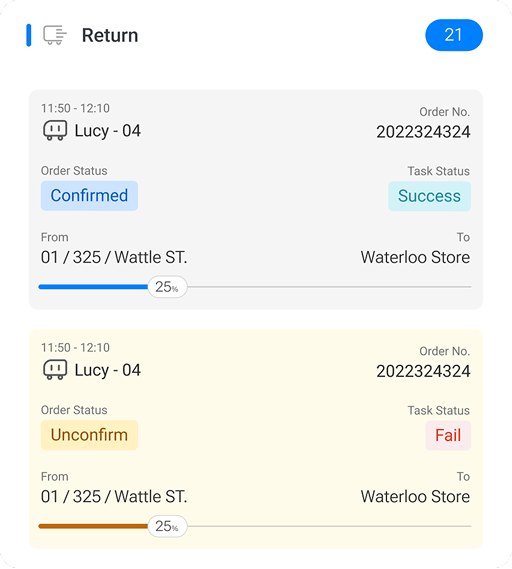 Return 21
11:50 - 12:10 Order No.
Lucy - 04 2022324324
Order Status Task Status
Confirmed Success
From To
01 / 325 / Wattle ST. Waterloo Store
25%
11:50 - 12:10 Order No.
Lucy - 04 2022324324
Order Status Task Status
Unconfirm Fail
From To
01 / 325 / Wattle ST. Waterloo Store
25%